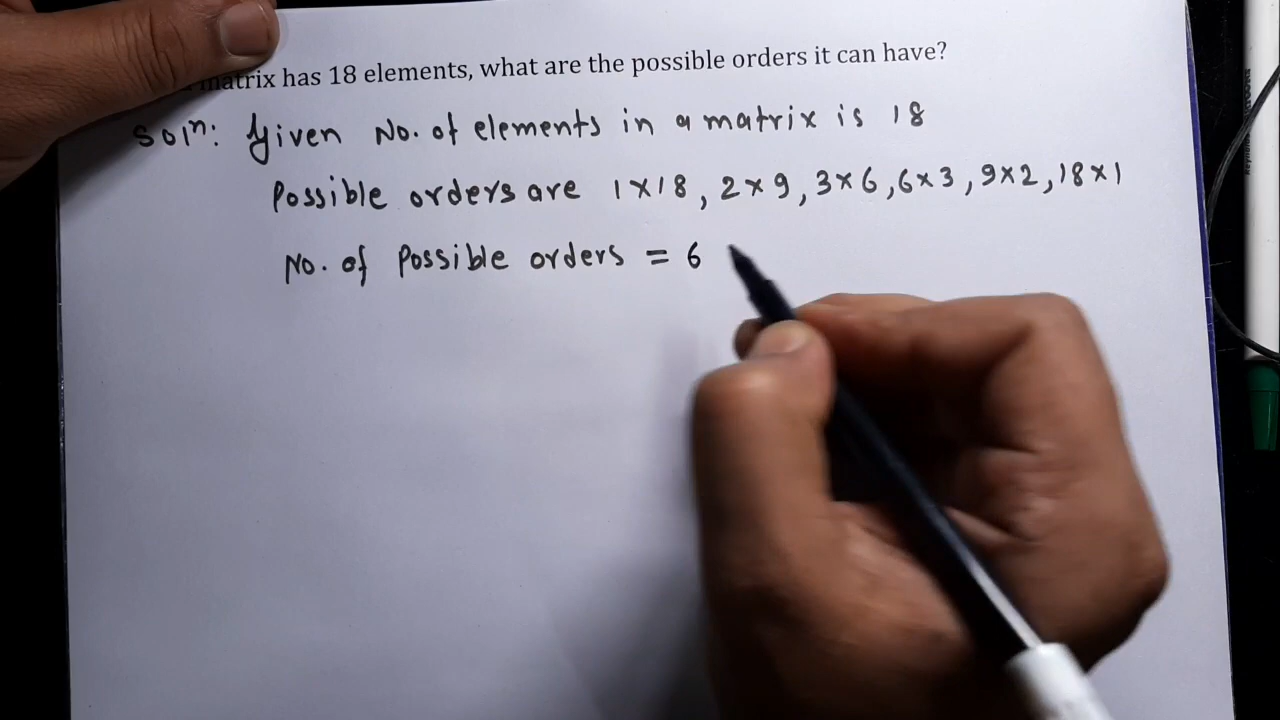 matrix has 18 elements, what are the possible orders it can have?
Solⁿ: Given No. of elements in a matrix is 18
Possible orders are 1×18, 2×9, 3×6, 6×3, 9×2, 18×1
No. of possible orders = 6